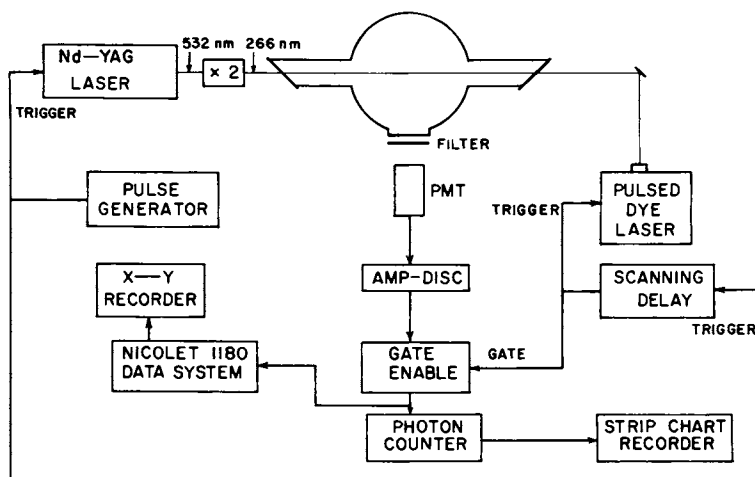 532 nm 266 nm
Nd-YAG
LASER
× 2
TRIGGER
FILTER
PULSE
GENERATOR
PMT
TRIGGER
PULSED
DYE
LASER
X—Y
RECORDER
AMP-DISC
SCANNING
DELAY
TRIGGER
NICOLET 1180
DATA SYSTEM
GATE
ENABLE
GATE
PHOTON
COUNTER
STRIP CHART
RECORDER